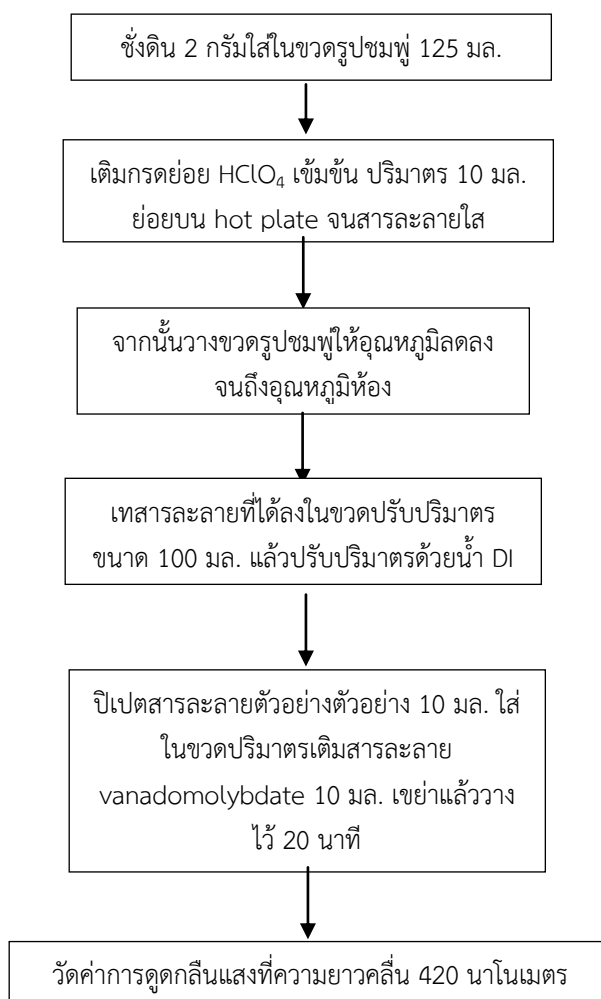 ชั่งดิน 2 กรัมใส่ในขวดรูปชมพู่ 125 มล.
เติมกรดย่อย HClO₄ เข้มข้น ปริมาตร 10 มล.
ย่อยบน hot plate จนสารละลายใส
จากนั้นวางขวดรูปชมพู่ให้อุณหภูมิลดลง
จนถึงอุณหภูมิห้อง
เทสารละลายที่ได้ลงในขวดปรับปริมาตร
ขนาด 100 มล. แล้วปรับปริมาตรด้วยน้ำ DI
ปิเปตสารละลายตัวอย่างตัวอย่าง 10 มล. ใส่
ในขวดปริมาตรเติมสารละลาย
vanadomolybdate 10 มล. เขย่าแล้ววาง
ไว้ 20 นาที
วัดค่าการดูดกลืนแสงที่ความยาวคลื่น 420 นาโนเมตร